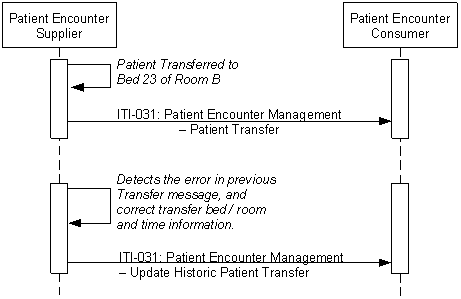 Patient Encounter
Supplier
Patient Encounter
Consumer
Patient Transferred to
Bed 23 of Room B
ITI-031: Patient Encounter Management
– Patient Transfer
Detects the error in previous
Transfer message, and
correct transfer bed / room
and time information.
ITI-031: Patient Encounter Management
– Update Historic Patient Transfer